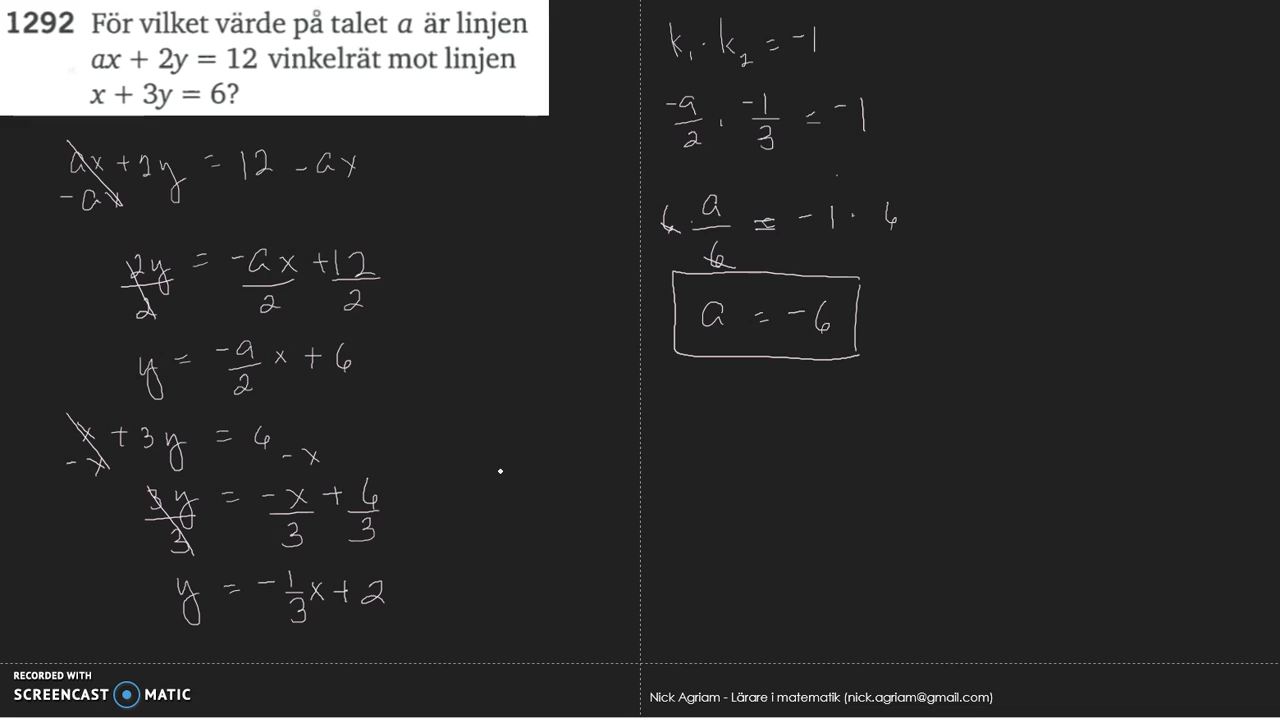 1292 För vilket värde på talet a är linjen
ax + 2y = 12 vinkelrät mot linjen
x + 3y = 6?
ax + 2y = 12 - ax
-ax
2y/2 = -ax/2 + 12/2
y = -a/2 x + 6
x + 3y = 6 - x
-x
3y/3 = -x/3 + 6/3
y = -1/3 x + 2
k₁ · k₂ = -1
-a/2 · -1/3 = -1
6 · a/6 = -1 · 6
a = -6
RECORDED WITH
SCREENCAST MATIC
Nick Agriam - Lärare i matematik (nick.agriam@gmail.com)